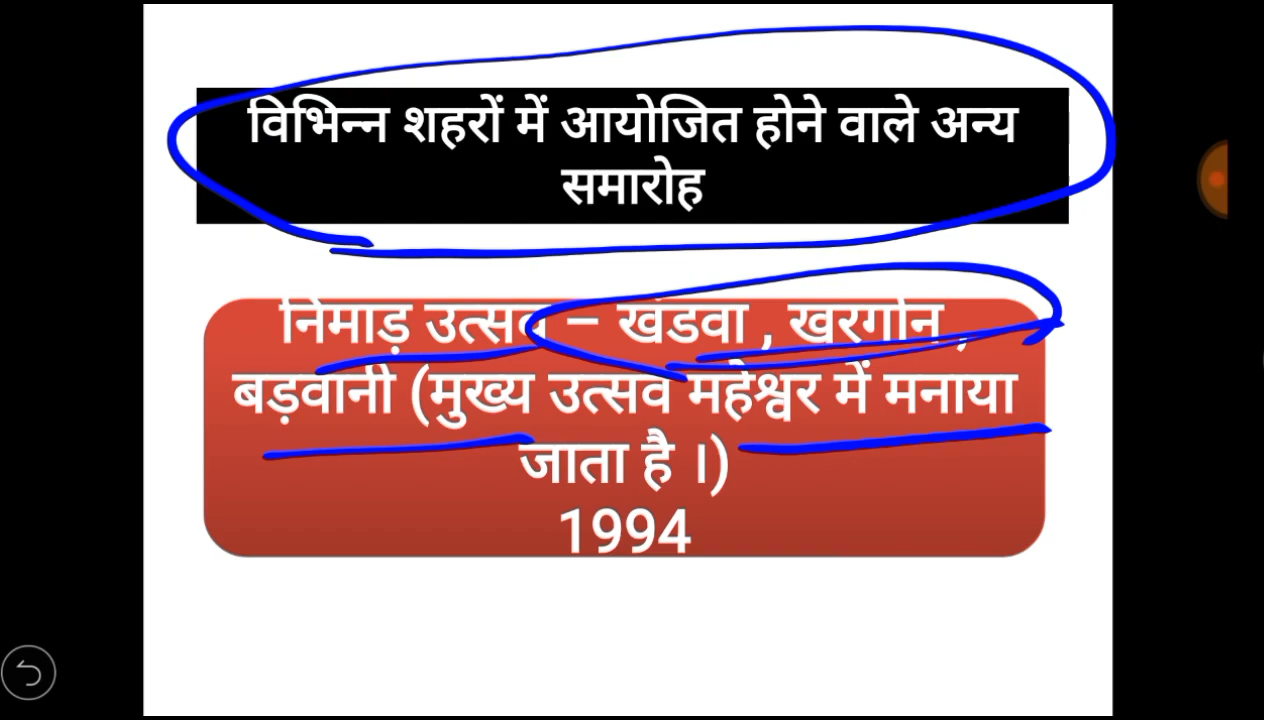 विभिन्न शहरों में आयोजित होने वाले अन्य
समारोह
निमाड़ उत्सव – खंडवा , खरगोन ,
बड़वानी (मुख्य उत्सव महेश्वर में मनाया
जाता है ।)
1994